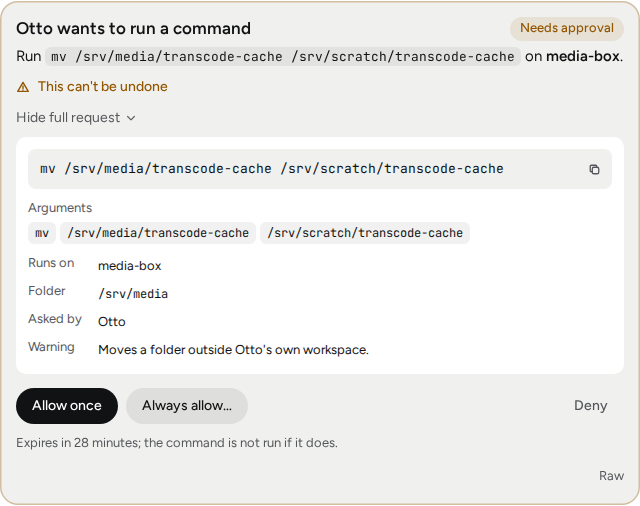 Otto wants to run a command
Needs approval
Run mv /srv/media/transcode-cache /srv/scratch/transcode-cache on media-box.
This can't be undone
Hide full request
mv /srv/media/transcode-cache /srv/scratch/transcode-cache
Arguments
mv /srv/media/transcode-cache /srv/scratch/transcode-cache
Runs on media-box
Folder /srv/media
Asked by Otto
Warning Moves a folder outside Otto's own workspace.
Allow once Always allow... Deny
Expires in 28 minutes; the command is not run if it does.
Raw